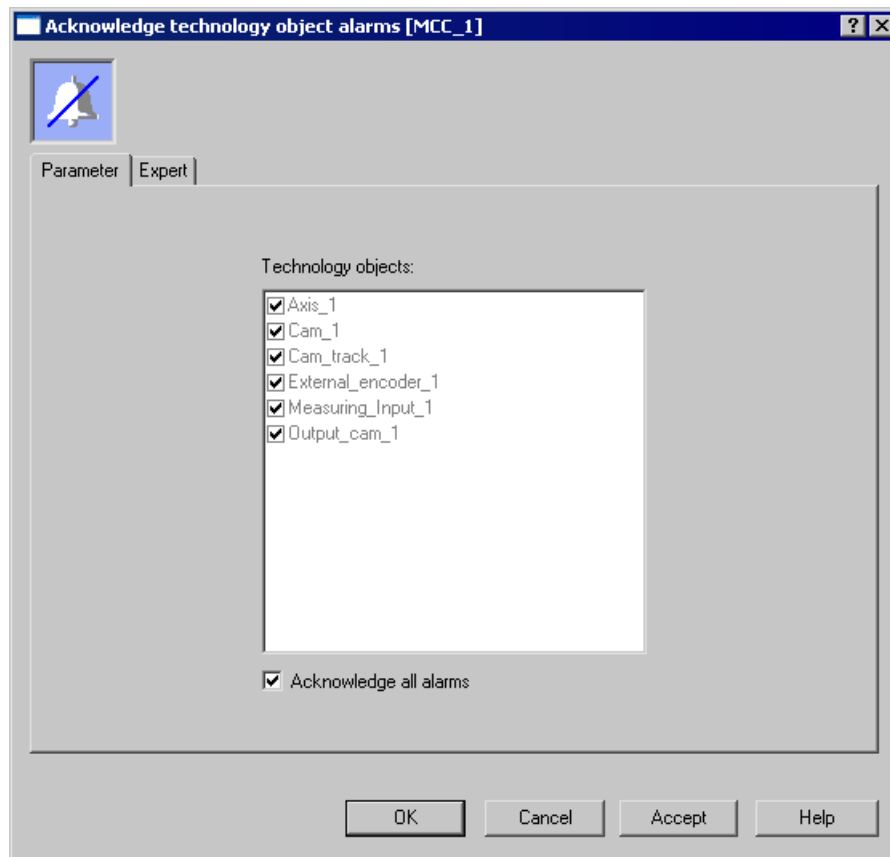 Acknowledge technology object alarms [MCC_1]
Parameter
Expert
Technology objects:
Axis_1
Cam_1
Cam_track_1
External_encoder_1
Measuring_Input_1
Output_cam_1
Acknowledge all alarms
OK
Cancel
Accept
Help